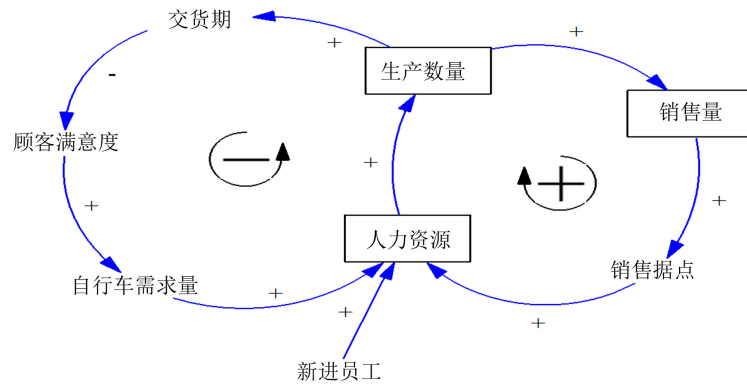 交货期
+
+
生产数量
-
销售量
顾客满意度
+
+
+
人力资源
自行车需求量
销售据点
+
+
+
新进员工